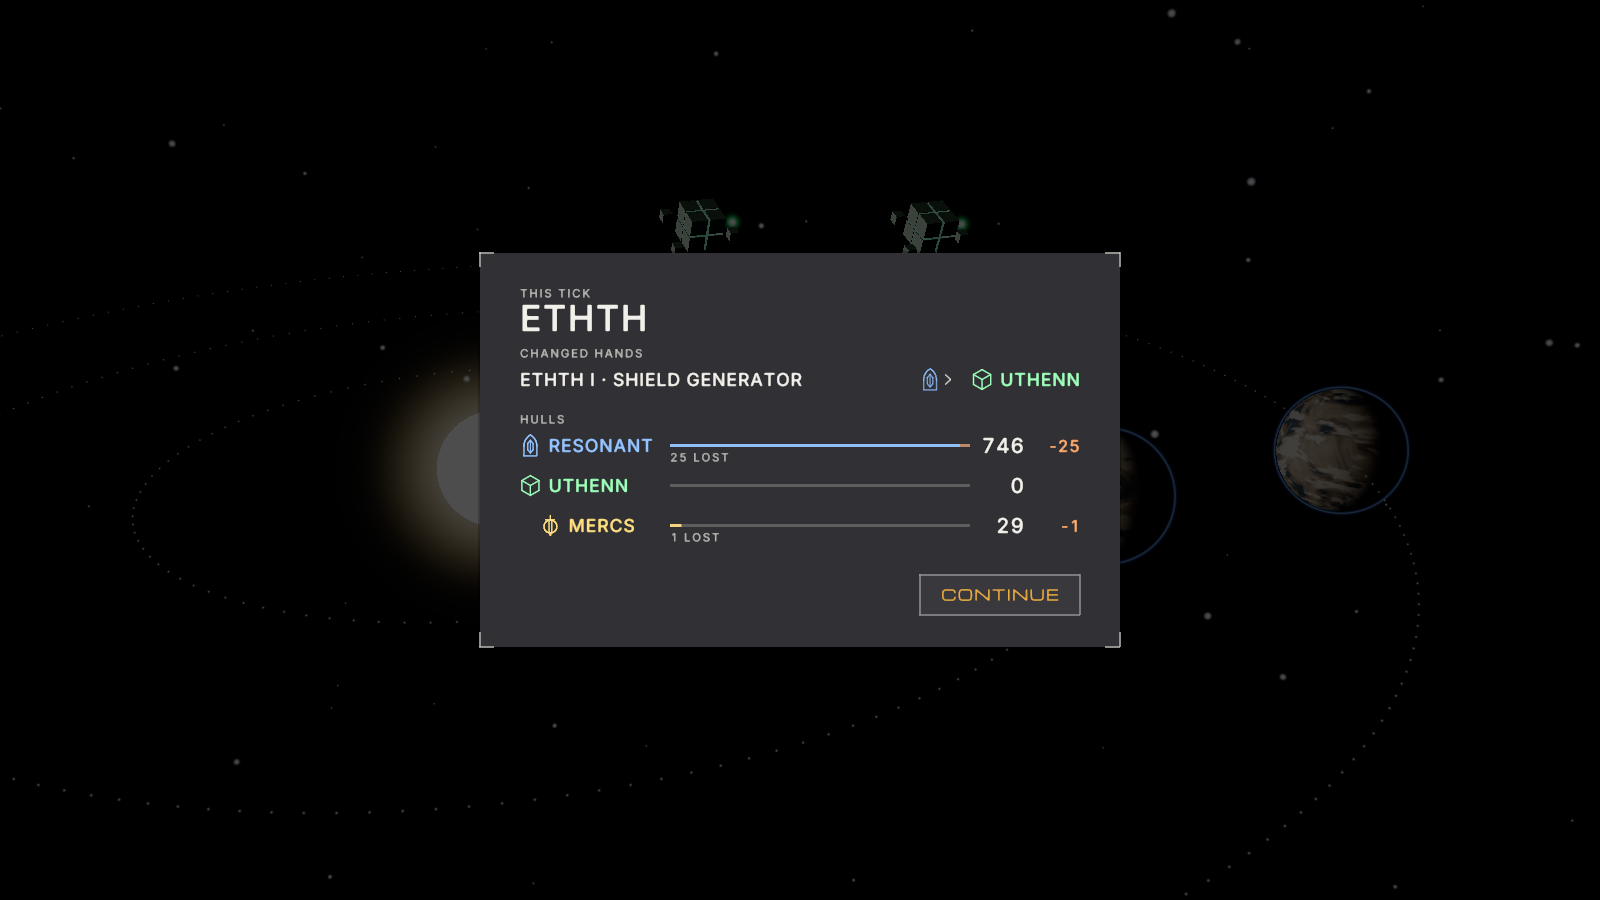 THIS TICK
ETHTH
CHANGED HANDS
ETHTH I · SHIELD GENERATOR > UTHENN
HULLS
RESONANT 746 -25
25 LOST
UTHENN 0
MERCS 29 -1
1 LOST
CONTINUE